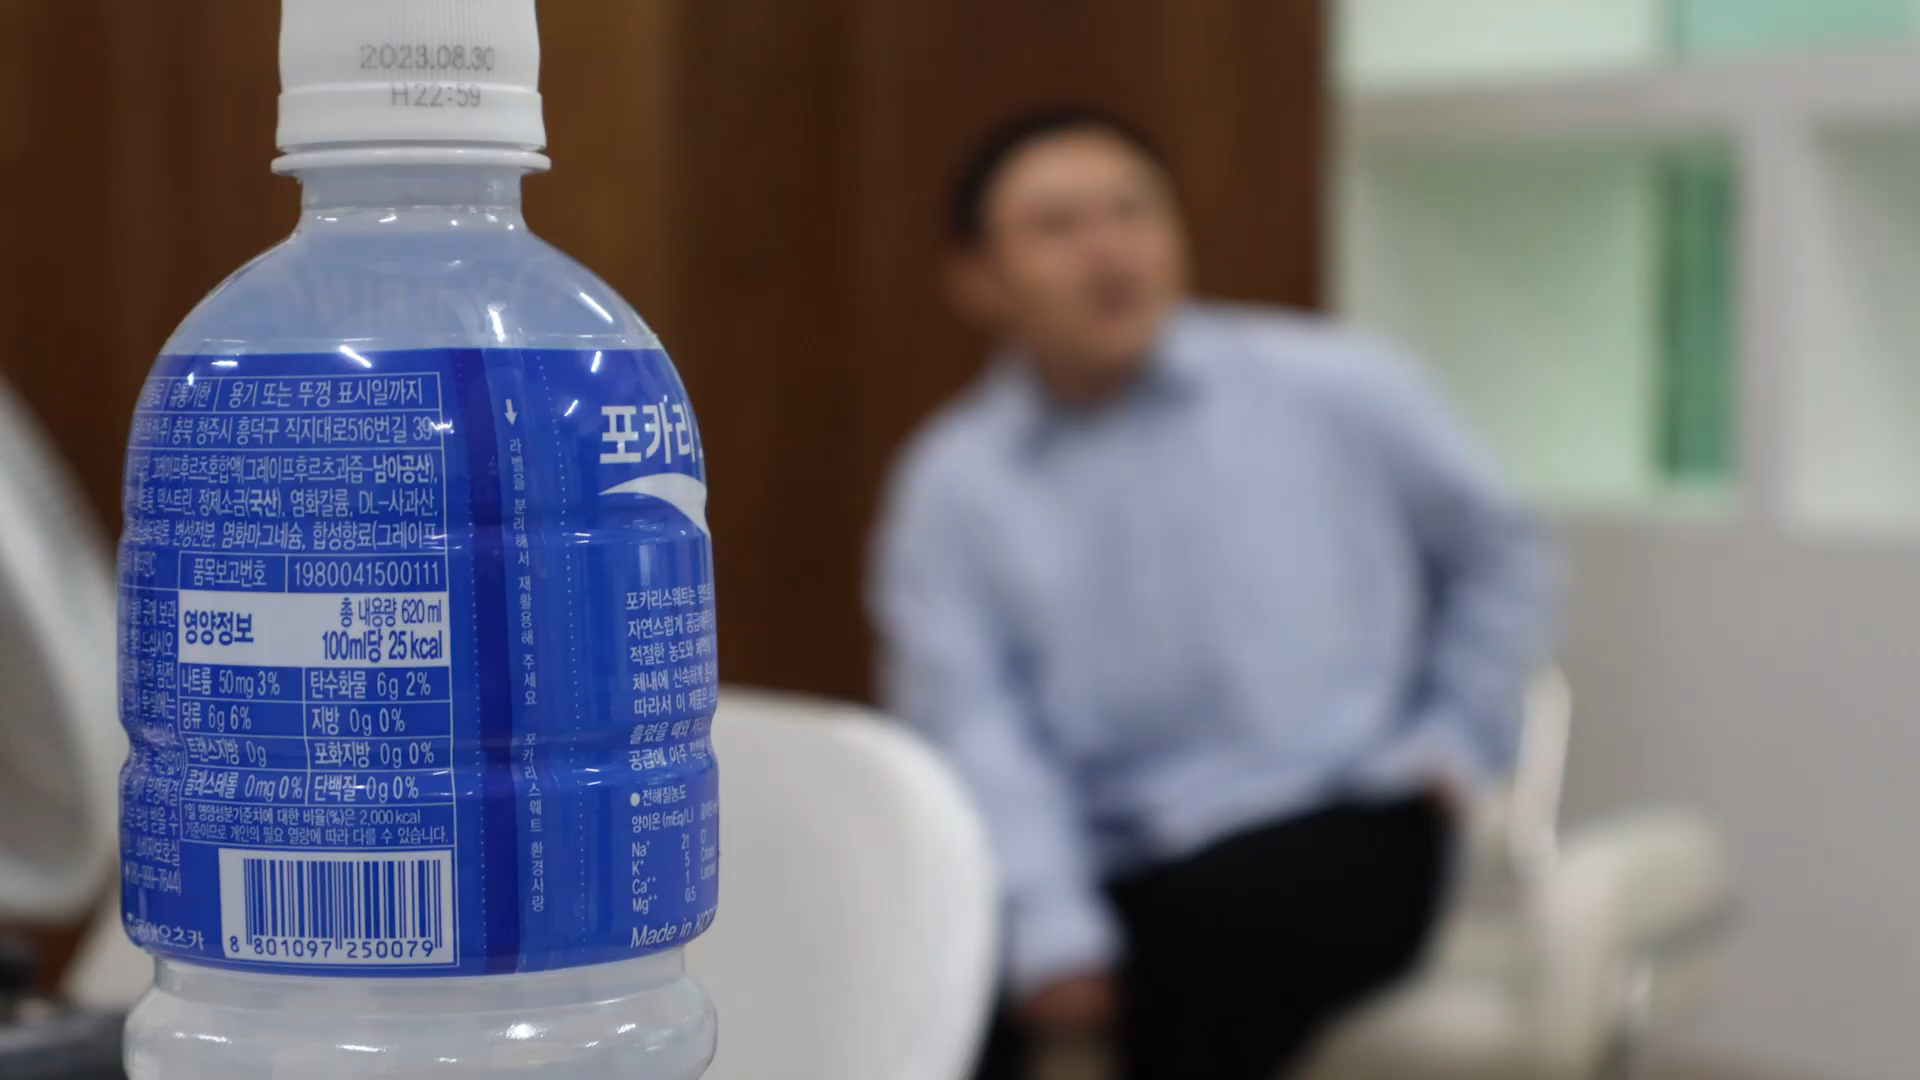 2023.08.30
H22:59
유통기한 용기 또는 뚜껑 표시일까지
충북 청주시 흥덕구 직지대로516번길 39
그레이프후르츠혼합액(그레이프후르츠과즙-남아공산),
덱스트린, 정제소금(국산), 염화칼륨, DL-사과산,
변성전분, 염화마그네슘, 합성향료(그레이프
비타민C
품목보고번호 1980041500111
영양정보 총 내용량 620 ml
100ml당 25 kcal
나트륨 50mg 3% 탄수화물 6g 2%
당류 6g 6% 지방 0g 0%
트랜스지방 0g 포화지방 0g 0%
콜레스테롤 0mg 0% 단백질 0g 0%
1일 영양성분기준치에 대한 비율(%)은 2,000 kcal
기준이므로 개인의 필요 열량에 따라 다를 수 있습니다.
8 801097 250079
라벨을 분리해서 재활용해 주세요 포카리스웨트 환경사랑
포카리
포카리스웨트는
자연스럽게
적절한 농도와
체내에 신속하게
따라서 이 제품은
흘렸을 때와
공급에 아주
●전해질농도
양이온 (mEq/L)
Na⁺ 21
K⁺ 5
Ca⁺⁺ 1
Mg⁺⁺ 0.5
Made in